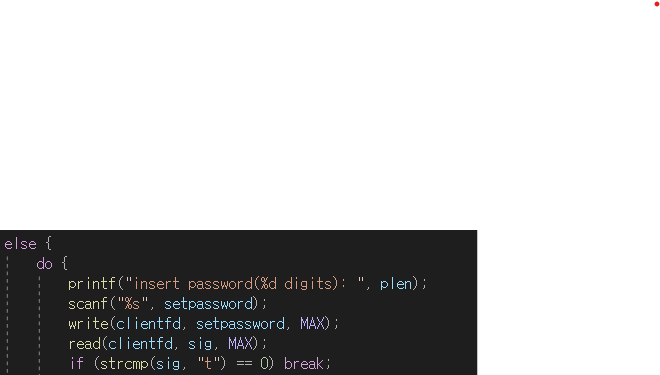 else {
do {
printf("insert password(%d digits): ", plen);
scanf("%s", setpassword);
write(clientfd, setpassword, MAX);
read(clientfd, sig, MAX);
if (strcmp(sig, "t") == 0) break;